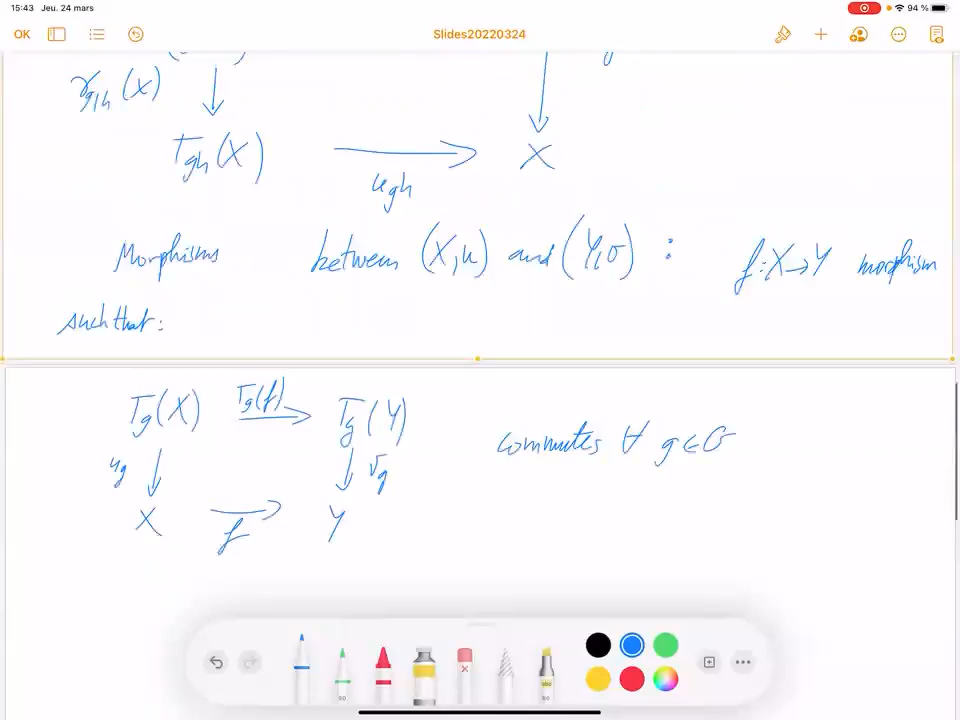 15:43 Jeu. 24 mars 94 %
OK Slides20220324
γg,h(X)
Tgh(X) X
ugh
Morphisms between (X,u) and (Y,v) : f: X → Y morphism
such that:
Tg(X) Tg(f) Tg(Y)
commutes ∀ g ∈ G
ug vg
X f Y